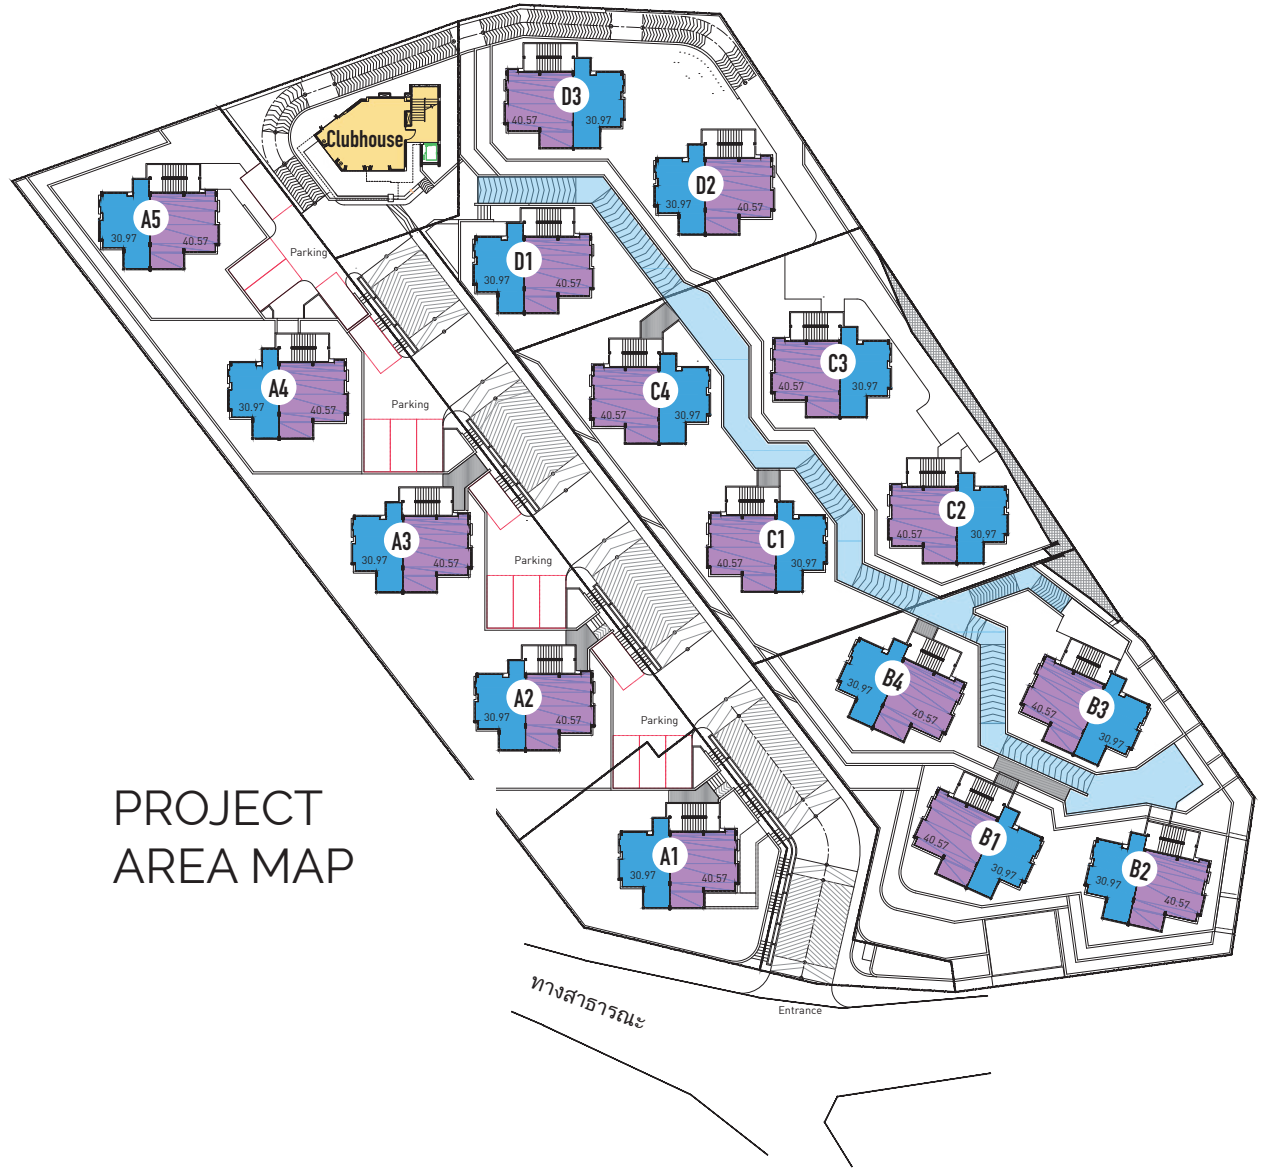 D3
40.57
30.97
Clubhouse
D2
30.97
40.57
A5
30.97
40.57
Parking
D1
30.97
40.57
C3
40.57
30.97
A4
30.97
40.57
Parking
C4
40.57
30.97
C2
40.57
30.97
A3
30.97
40.57
Parking
C1
40.57
30.97
B4
30.97
40.57
B3
40.57
30.97
A2
30.97
40.57
Parking
PROJECT
AREA MAP
A1
30.97
40.57
B1
40.57
30.97
B2
30.97
40.57
ทางสาธารณะ
Entrance